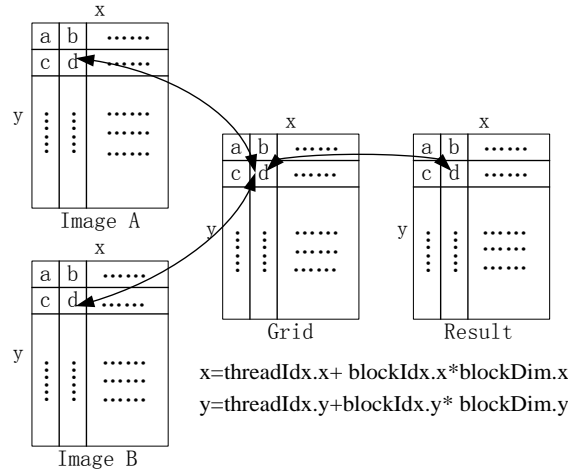 x
a b ……
c d ……
y
Image A
x
a b ……
c d ……
y
Image B
x
a b ……
c d ……
y
Grid
x
a b ……
c d ……
y
Result
x=threadIdx.x+ blockIdx.x*blockDim.x
y=threadIdx.y+blockIdx.y* blockDim.y